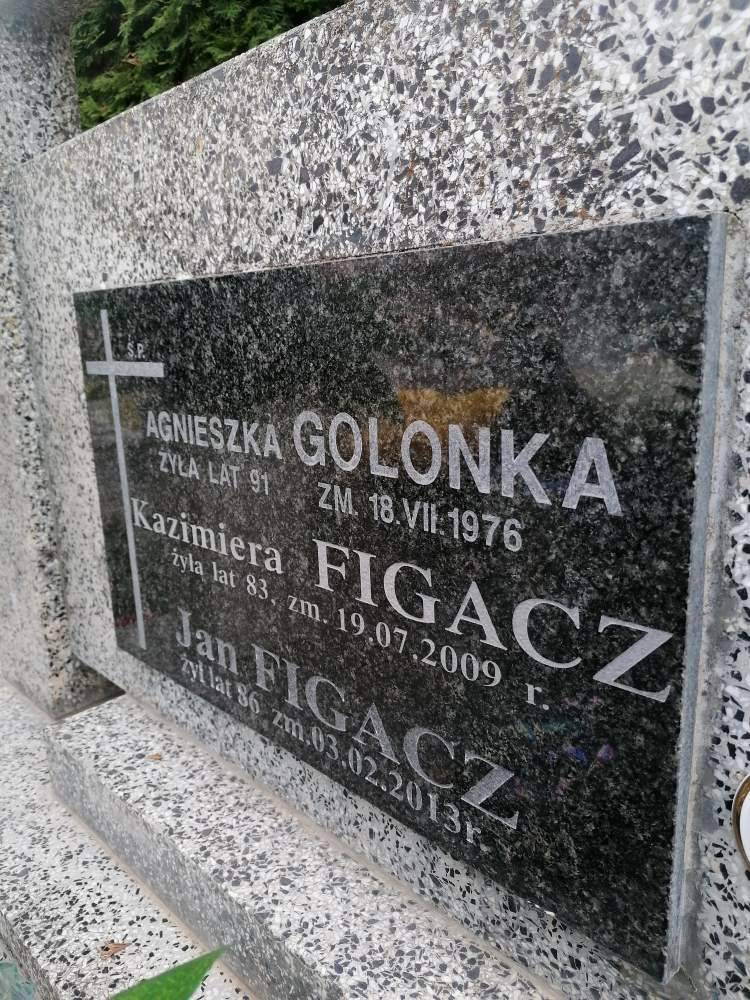 Ś.P.
AGNIESZKA GOLONKA
ŻYŁA LAT 91 ZM. 18.VII.1976
Kazimiera FIGACZ
żyła lat 83, zm. 19.07.2009 r.
Jan FIGACZ
żył lat 86 zm.03.02.2013r.